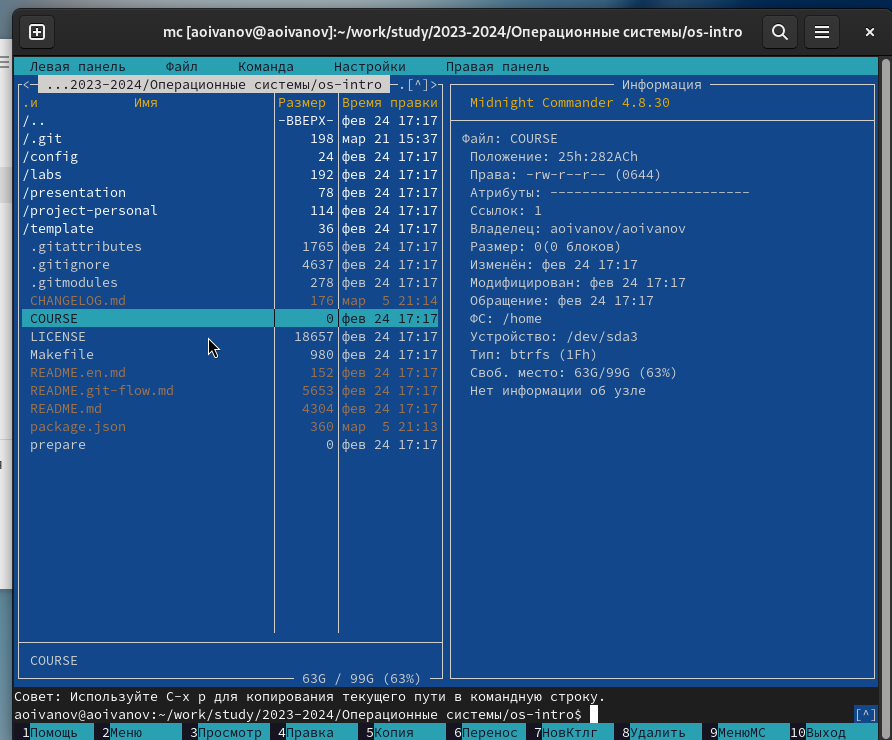 mc [aoivanov@aoivanov]:~/work/study/2023-2024/Операционные системы/os-intro
Левая панель Файл Команда Настройки Правая панель
<─ ...2023-2024/Операционные системы/os-intro ─.[^]>
.и Имя Размер Время правки
/.. -ВВЕРХ- фев 24 17:17
/.git 198 мар 21 15:37
/config 24 фев 24 17:17
/labs 192 фев 24 17:17
/presentation 78 фев 24 17:17
/project-personal 114 фев 24 17:17
/template 36 фев 24 17:17
.gitattributes 1765 фев 24 17:17
.gitignore 4637 фев 24 17:17
.gitmodules 278 фев 24 17:17
CHANGELOG.md 176 мар 5 21:14
COURSE 0 фев 24 17:17
LICENSE 18657 фев 24 17:17
Makefile 980 фев 24 17:17
README.en.md 152 фев 24 17:17
README.git-flow.md 5653 фев 24 17:17
README.md 4304 фев 24 17:17
package.json 360 мар 5 21:13
prepare 0 фев 24 17:17
COURSE
63G / 99G (63%)
Информация
Midnight Commander 4.8.30
Файл: COURSE
Положение: 25h:282ACh
Права: -rw-r--r-- (0644)
Атрибуты: -------------------------
Ссылок: 1
Владелец: aoivanov/aoivanov
Размер: 0(0 блоков)
Изменён: фев 24 17:17
Модифицирован: фев 24 17:17
Обращение: фев 24 17:17
ФС: /home
Устройство: /dev/sda3
Тип: btrfs (1Fh)
Своб. место: 63G/99G (63%)
Нет информации об узле
Совет: Используйте C-x p для копирования текущего пути в командную строку.
aoivanov@aoivanov:~/work/study/2023-2024/Операционные системы/os-intro$ [^]
1Помощь 2Меню 3Просмотр 4Правка 5Копия 6Перенос 7НовКтлг 8Удалить 9МенюMC 10Выход